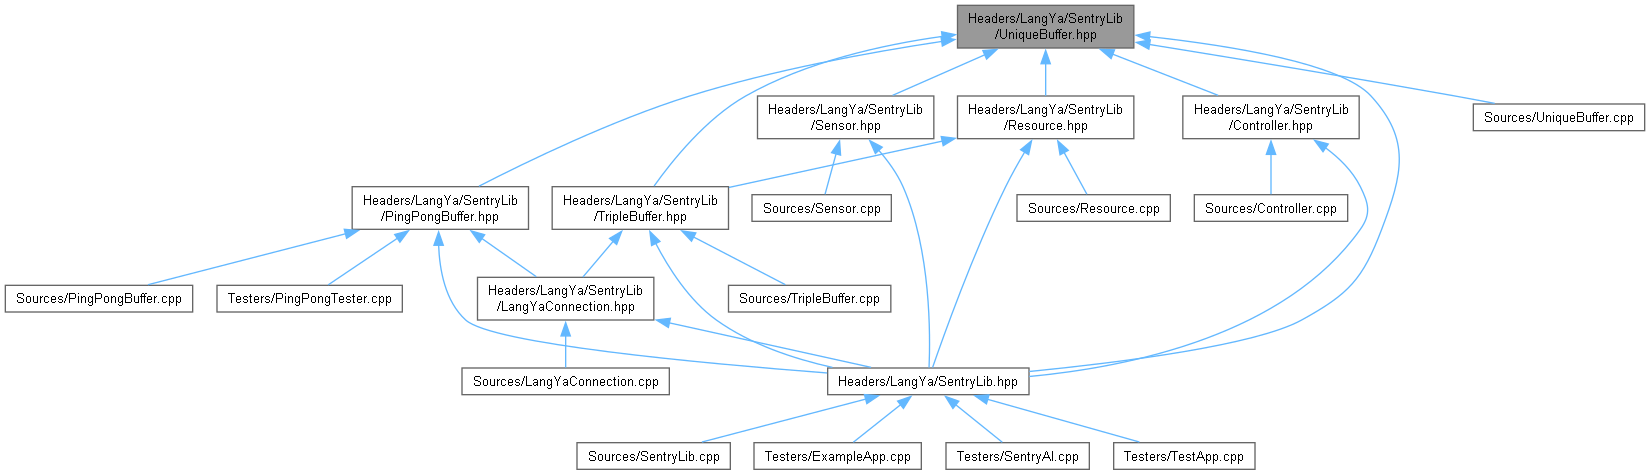 Headers/LangYa/SentryLib
/UniqueBuffer.hpp
Headers/LangYa/SentryLib
/Sensor.hpp
Headers/LangYa/SentryLib
/Resource.hpp
Headers/LangYa/SentryLib
/Controller.hpp
Sources/UniqueBuffer.cpp
Headers/LangYa/SentryLib
/PingPongBuffer.hpp
Headers/LangYa/SentryLib
/TripleBuffer.hpp
Sources/Sensor.cpp
Sources/Resource.cpp
Sources/Controller.cpp
Sources/PingPongBuffer.cpp
Testers/PingPongTester.cpp
Headers/LangYa/SentryLib
/LangYaConnection.hpp
Sources/TripleBuffer.cpp
Sources/LangYaConnection.cpp
Headers/LangYa/SentryLib.hpp
Sources/SentryLib.cpp
Testers/ExampleApp.cpp
Testers/SentryAI.cpp
Testers/TestApp.cpp